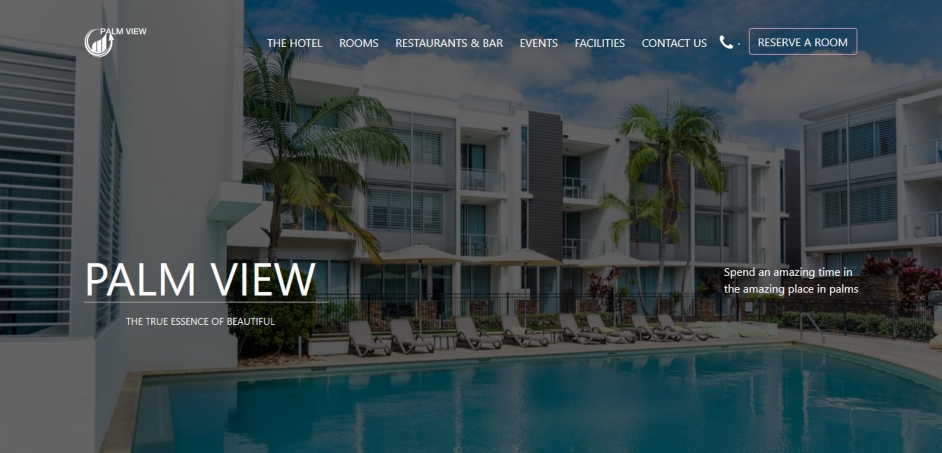 PALM VIEW
THE HOTEL ROOMS RESTAURANTS & BAR EVENTS FACILITIES CONTACT US . RESERVE A ROOM
PALM VIEW
THE TRUE ESSENCE OF BEAUTIFUL
Spend an amazing time in
the amazing place in palms